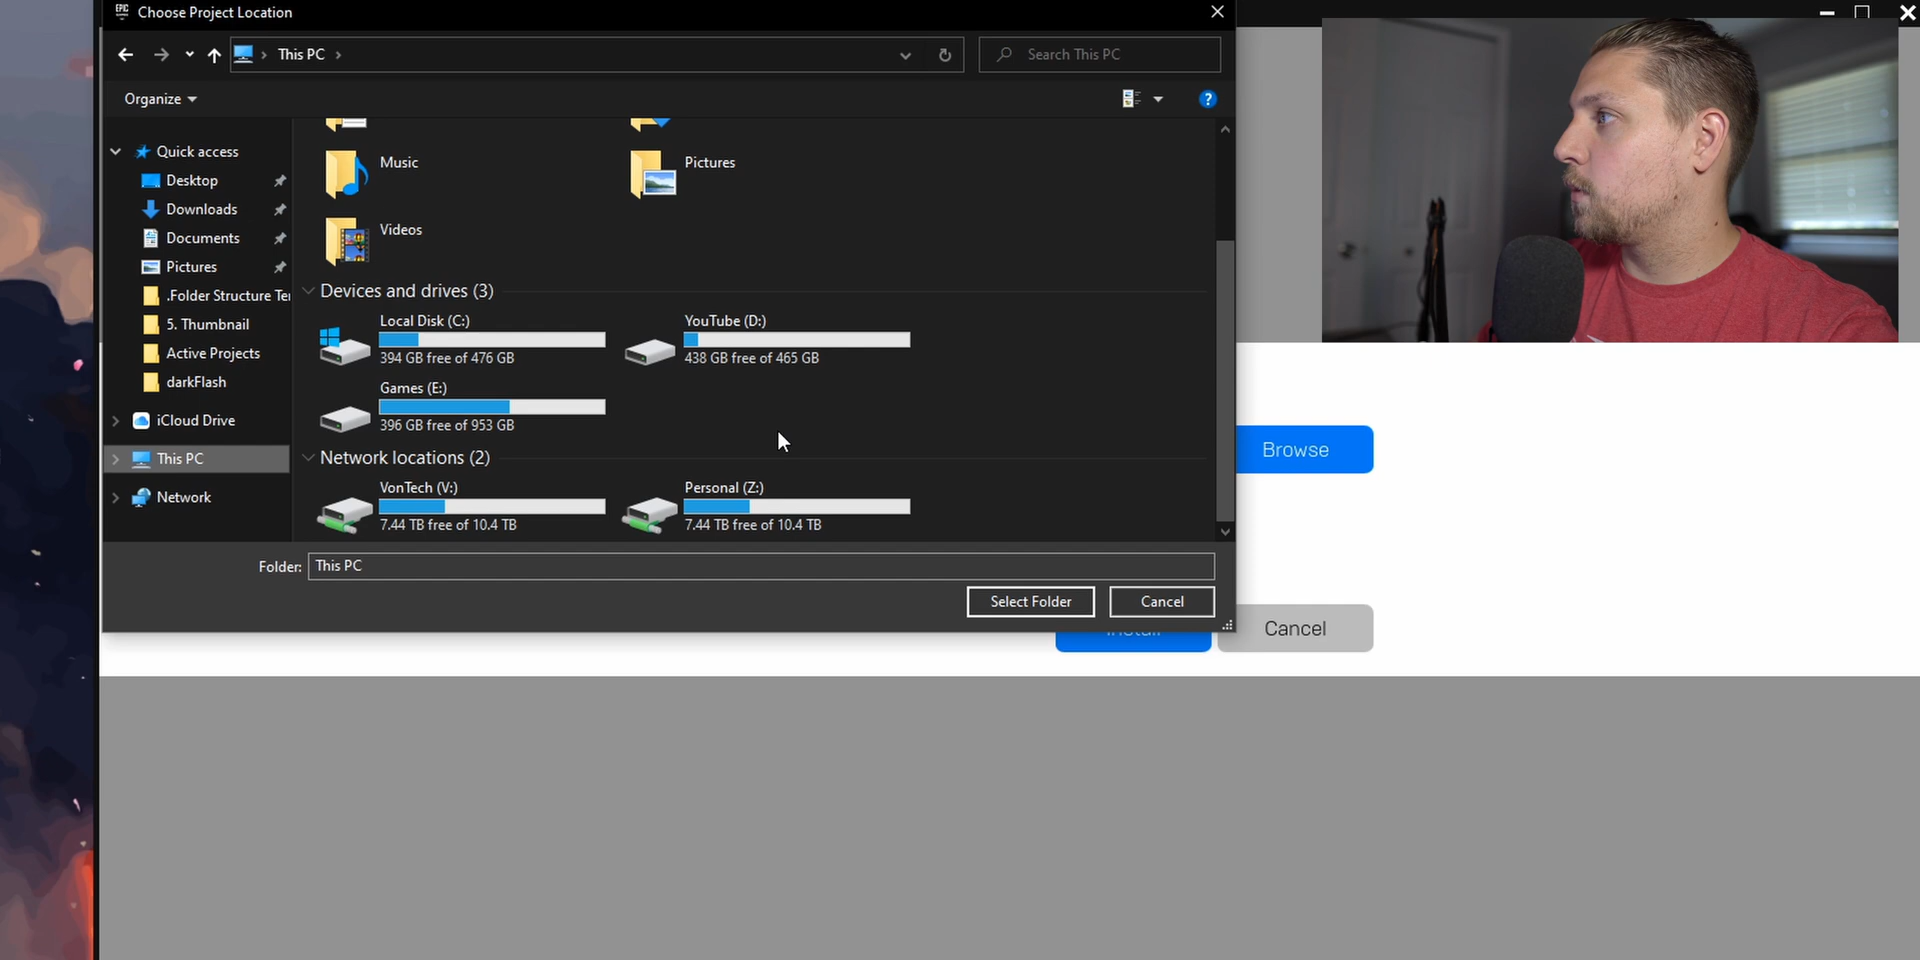 EPIC
Choose Project Location
This PC
Search This PC
Organize
Quick access
Desktop
Downloads
Documents
Pictures
.Folder Structure Te
5. Thumbnail
Active Projects
darkFlash
iCloud Drive
This PC
Network
Music
Pictures
Videos
Devices and drives (3)
Local Disk (C:)
394 GB free of 476 GB
YouTube (D:)
438 GB free of 465 GB
Games (E:)
396 GB free of 953 GB
Network locations (2)
VonTech (V:)
7.44 TB free of 10.4 TB
Personal (Z:)
7.44 TB free of 10.4 TB
Folder: This PC
Select Folder
Cancel
Browse
Install
Cancel